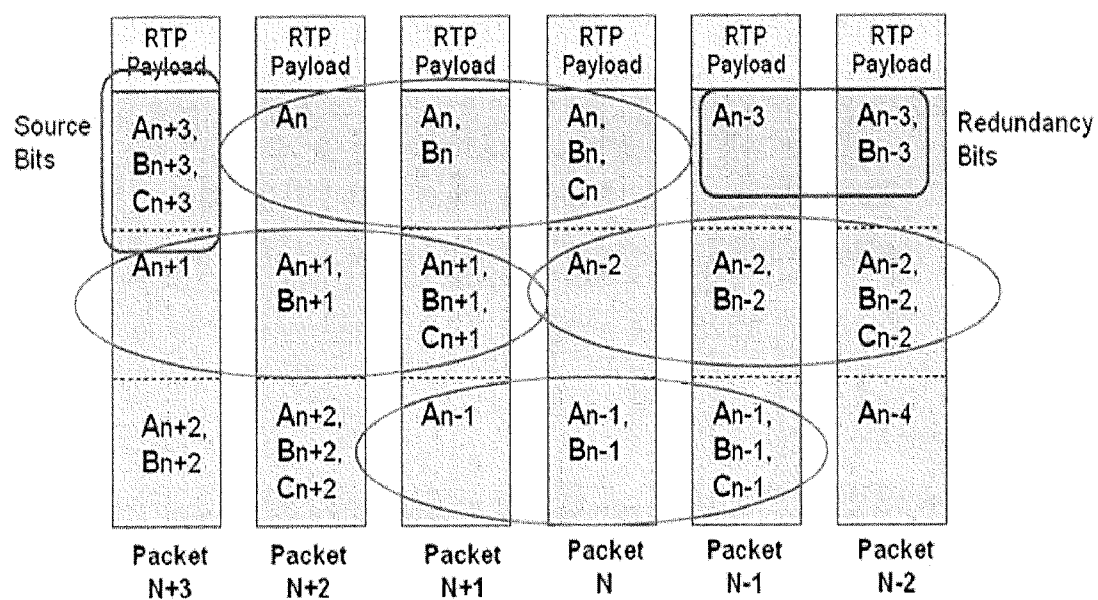 RTP Payload
RTP Payload
RTP Payload
RTP Payload
RTP Payload
RTP Payload
Source Bits
An+3,
Bn+3,
Cn+3
An
An,
Bn
An,
Bn,
Cn
An-3
An-3,
Bn-3
Redundancy Bits
An+1
An+1,
Bn+1
An+1,
Bn+1,
Cn+1
An-2
An-2,
Bn-2
An-2,
Bn-2,
Cn-2
An+2,
Bn+2
An+2,
Bn+2,
Cn+2
An-1
An-1,
Bn-1
An-1,
Bn-1,
Cn-1
An-4
Packet N+3
Packet N+2
Packet N+1
Packet N
Packet N-1
Packet N-2